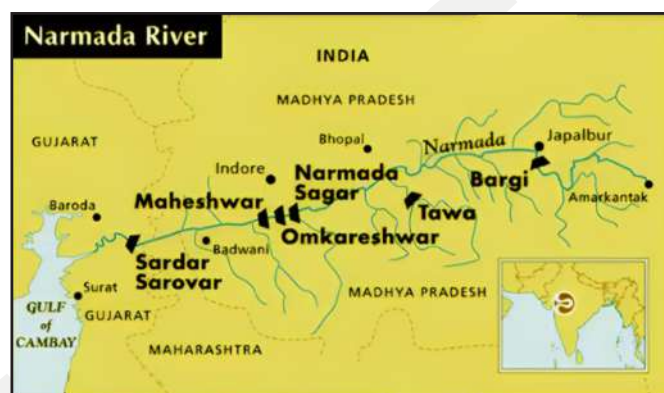 Narmada River
INDIA
MADHYA PRADESH
GUJARAT
Bhopal
Narmada
Japalbur
Indore
Narmada
Sagar
Bargi
Amarkantak
Baroda
Maheshwar
Tawa
Omkareshwar
Badwani
Sardar
Sarovar
Surat
MADHYA PRADESH
GULF
of
CAMBAY
GUJARAT
MAHARASHTRA